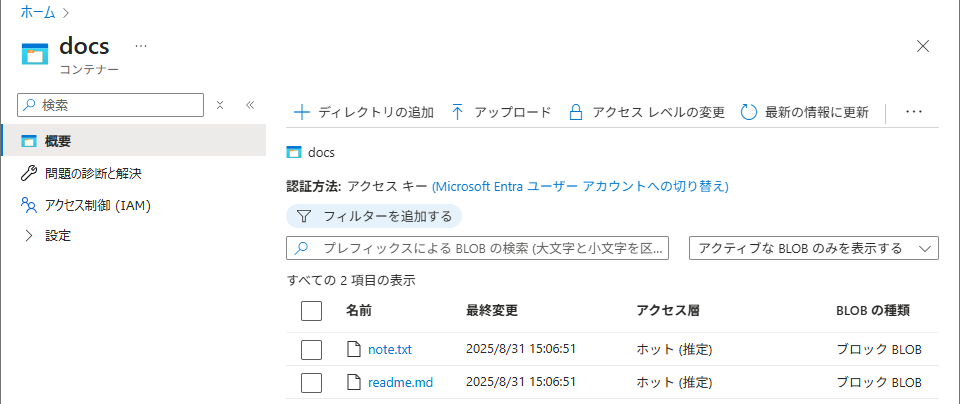 ホーム
docs
コンテナー
検索
概要
問題の診断と解決
アクセス制御 (IAM)
設定
ディレクトリの追加 アップロード アクセス レベルの変更 最新の情報に更新
docs
認証方法: アクセス キー (Microsoft Entra ユーザー アカウントへの切り替え)
フィルターを追加する
プレフィックスによる BLOB の検索 (大文字と小文字を区... アクティブな BLOB のみを表示する
すべての 2 項目の表示
名前 最終変更 アクセス層 BLOB の種類
note.txt 2025/8/31 15:06:51 ホット (推定) ブロック BLOB
readme.md 2025/8/31 15:06:51 ホット (推定) ブロック BLOB